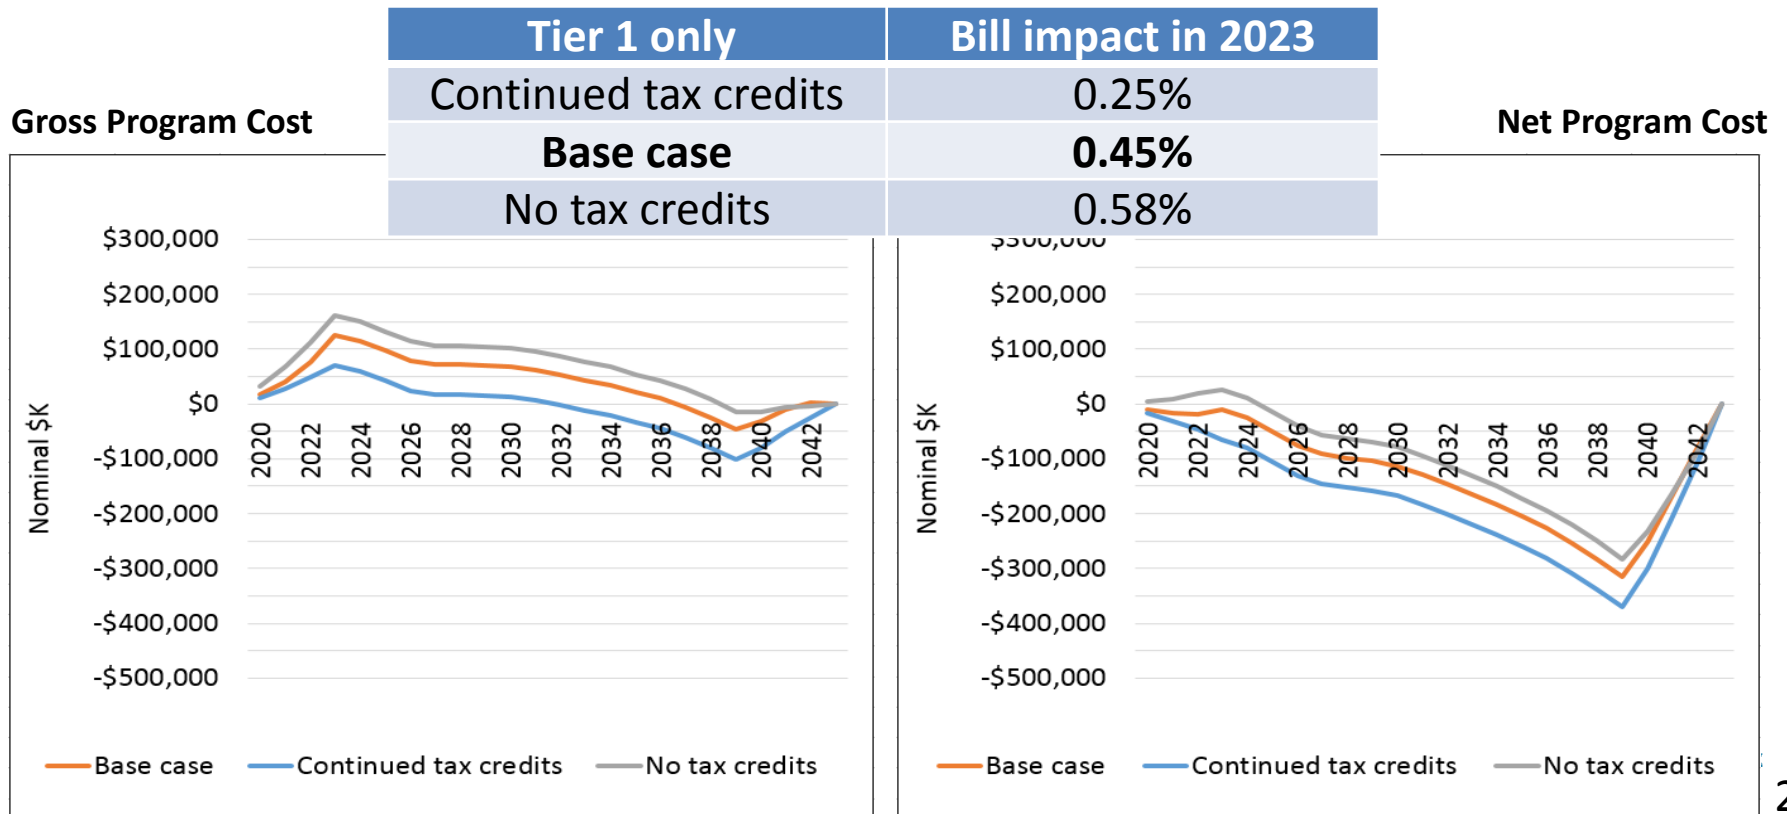 Tier 1 only Bill impact in 2023
Continued tax credits 0.25%
Base case 0.45%
No tax credits 0.58%
Gross Program Cost
$300,000
$200,000
$100,000
$0
-$100,000
-$200,000
-$300,000
-$400,000
-$500,000
Nominal $K
2020 2022 2024 2026 2028 2030 2032 2034 2036 2038 2040 2042
Base case Continued tax credits No tax credits
Net Program Cost
$300,000
$200,000
$100,000
$0
-$100,000
-$200,000
-$300,000
-$400,000
-$500,000
Nominal $K
2020 2022 2024 2026 2028 2030 2032 2034 2036 2038 2040 2042
Base case Continued tax credits No tax credits
2